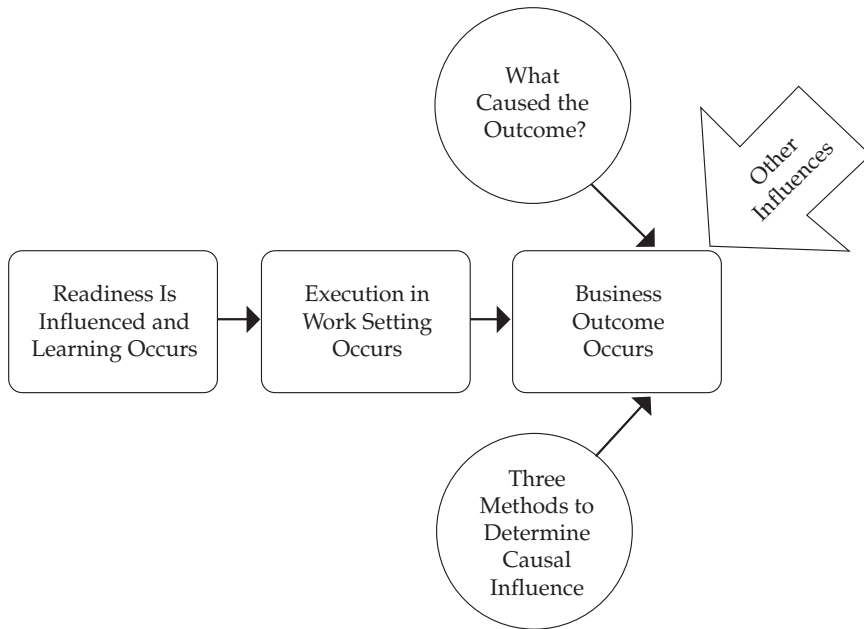 What
Caused the
Outcome?
Other
Influences
Readiness Is
Influenced and
Learning Occurs
Execution in
Work Setting
Occurs
Business
Outcome
Occurs
Three
Methods to
Determine
Causal
Influence